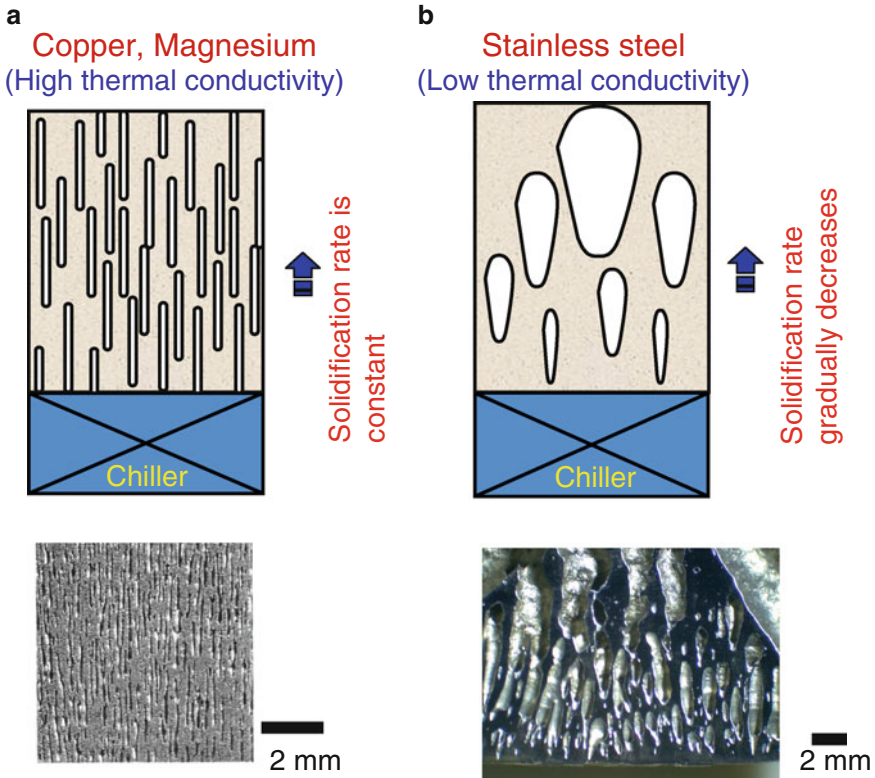 a
Copper, Magnesium
(High thermal conductivity)
Solidification rate is
constant
Chiller
2 mm
b
Stainless steel
(Low thermal conductivity)
Solidification rate
gradually decreases
Chiller
2 mm